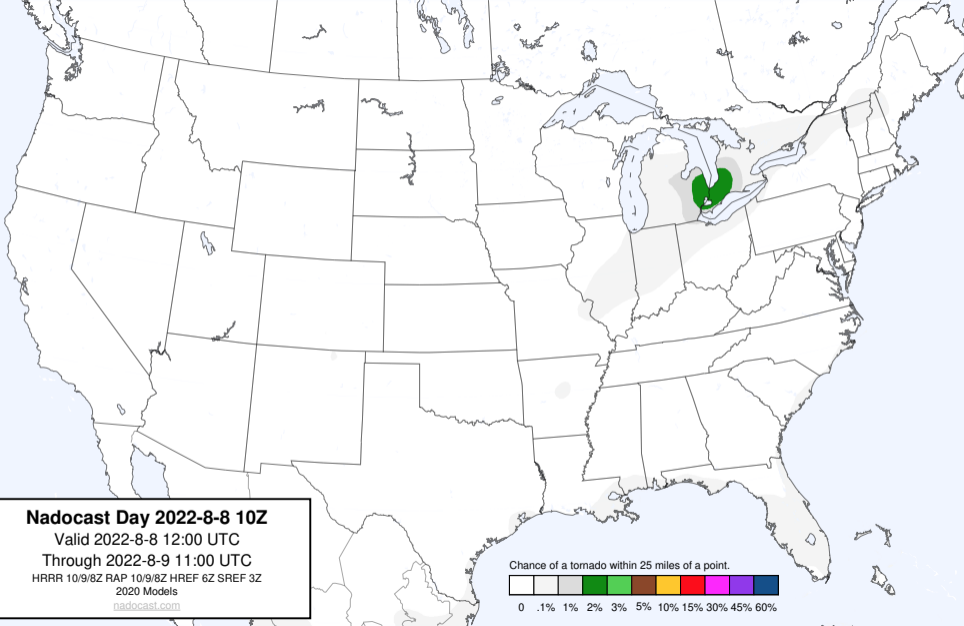 Nadocast Day 2022-8-8 10Z
Valid 2022-8-8 12:00 UTC
Through 2022-8-9 11:00 UTC
HRRR 10/9/8Z RAP 10/9/8Z HREF 6Z SREF 3Z
2020 Models
nadocast.com
Chance of a tornado within 25 miles of a point.
0 .1% 1% 2% 3% 5% 10% 15% 30% 45% 60%